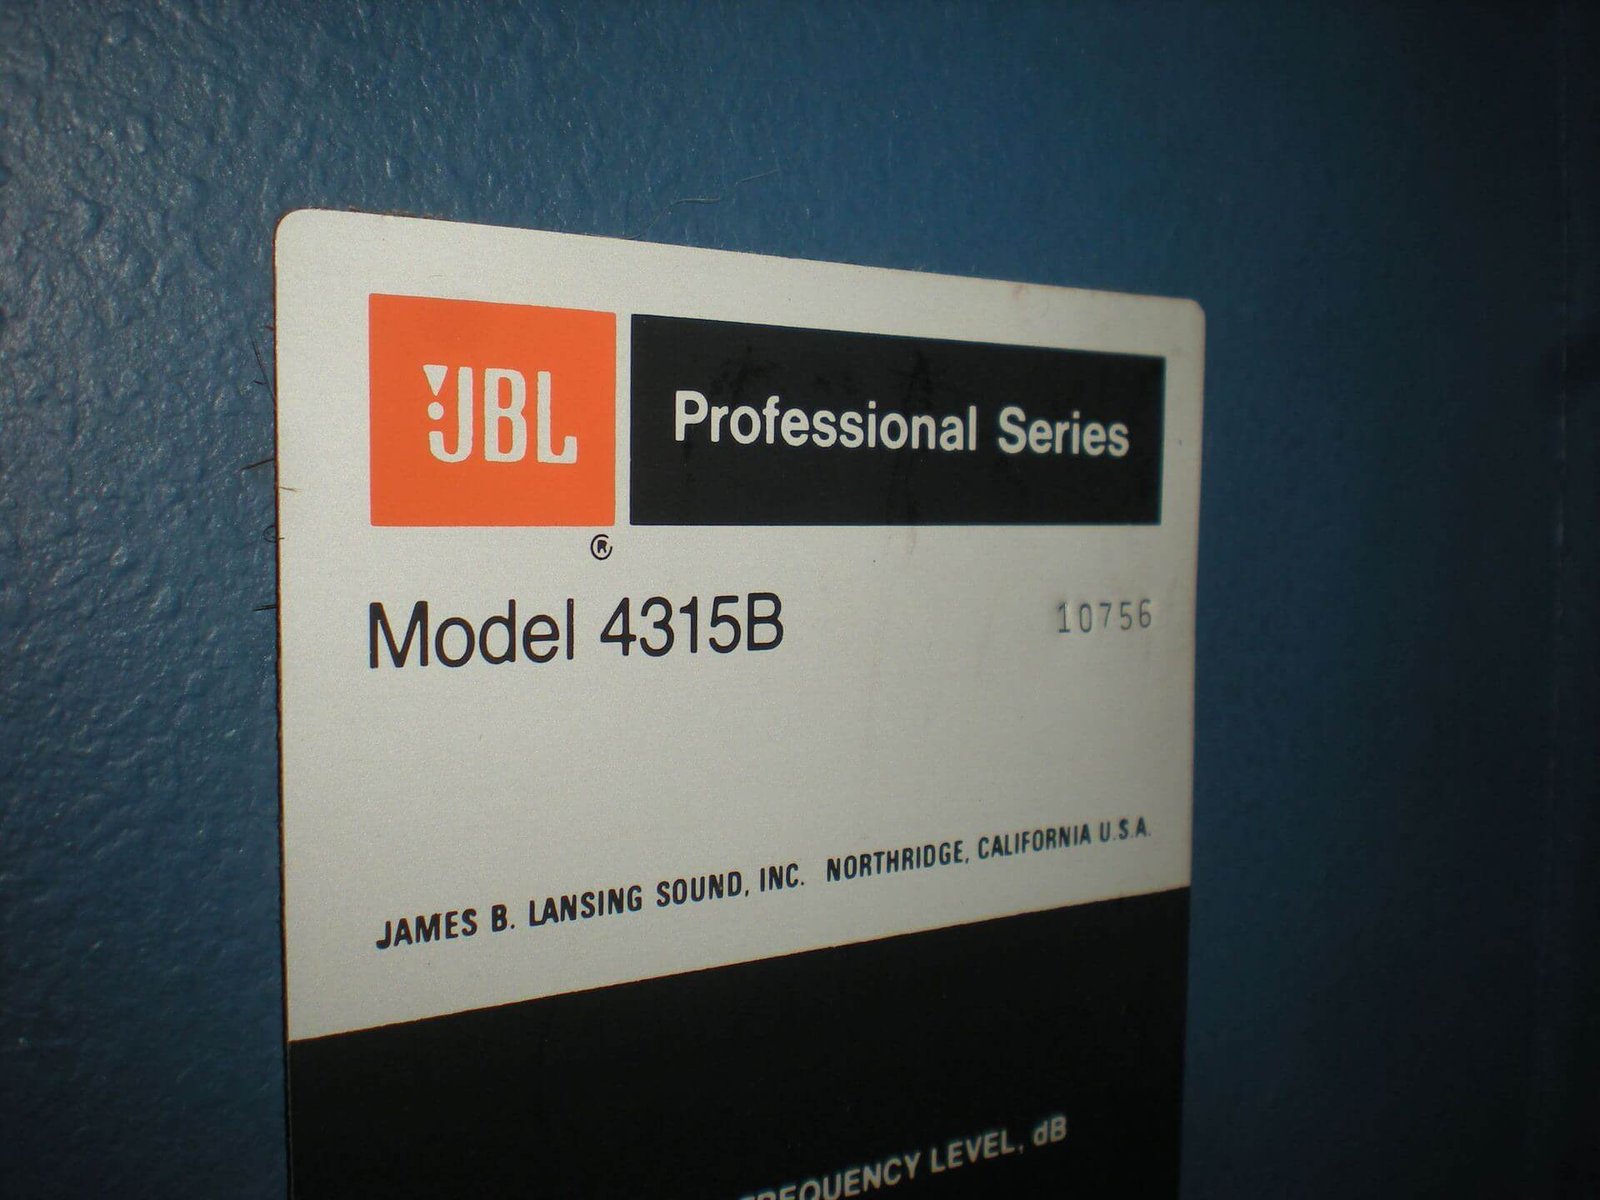 JBL Professional Series
®
Model 4315B 10756
JAMES B. LANSING SOUND, INC. NORTHRIDGE, CALIFORNIA U.S.A.
FREQUENCY LEVEL, dB